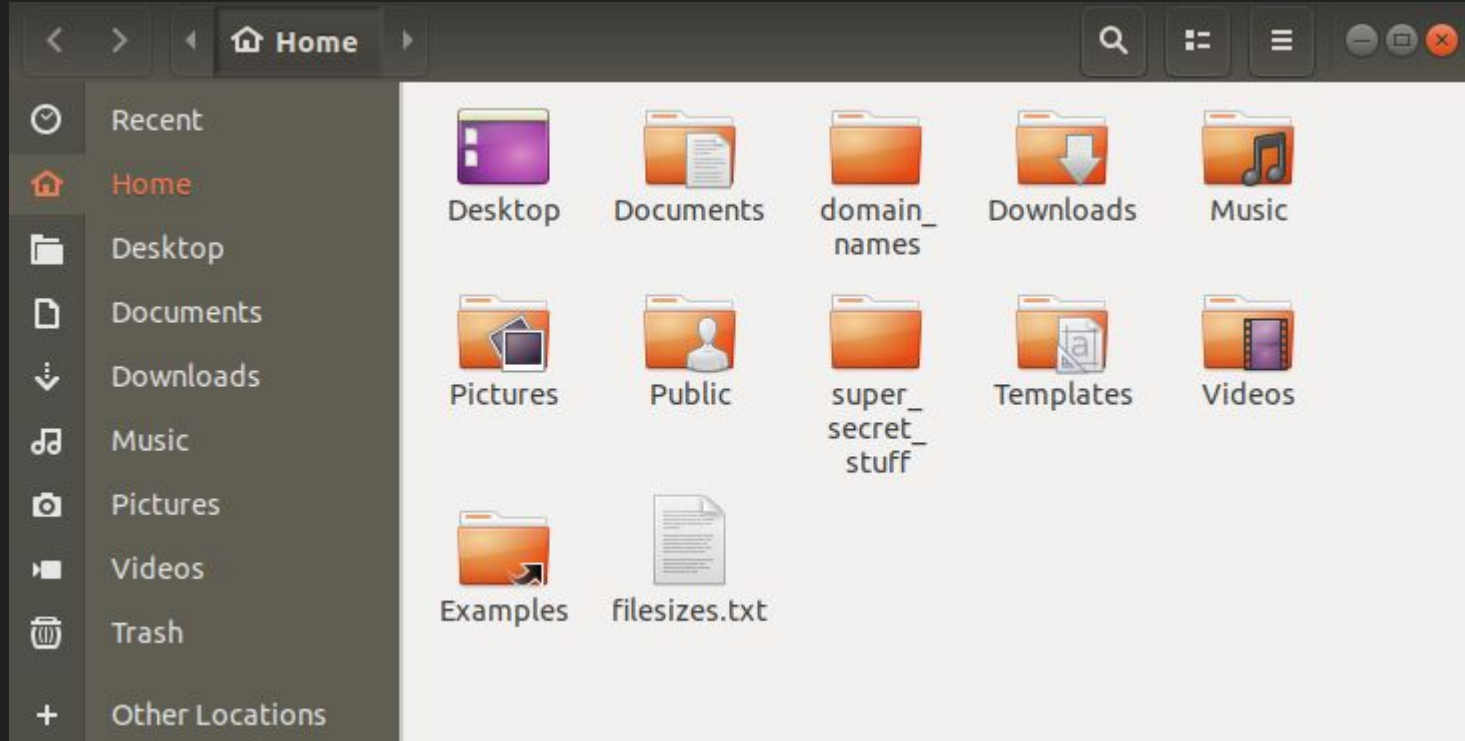 Home
Recent
Home
Desktop
Documents
Downloads
Music
Pictures
Videos
Trash
Other Locations
Desktop
Documents
domain_
names
Downloads
Music
Pictures
Public
super_
secret_
stuff
Templates
Videos
Examples
filesizes.txt